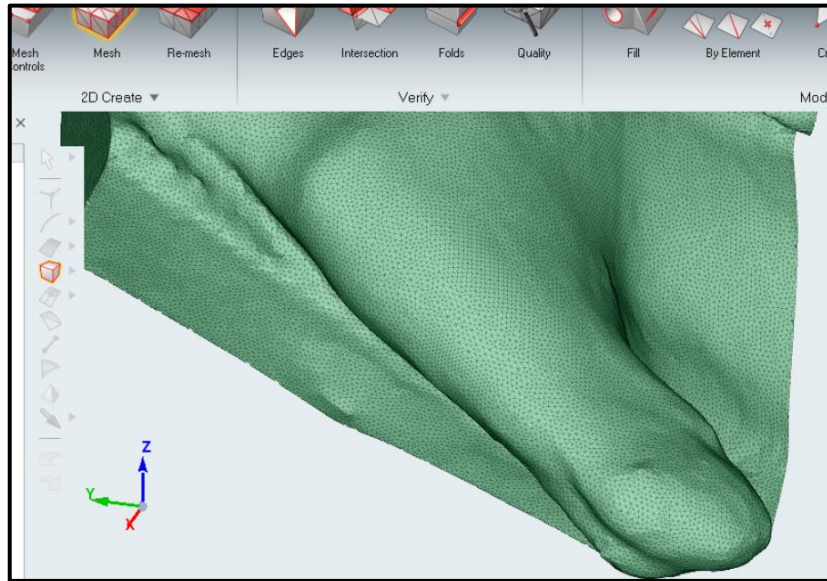 Mesh
Controls
Mesh
Re-mesh
Edges
Intersection
Folds
Quality
Fill
By Element
2D Create
Verify
Z
Y
X